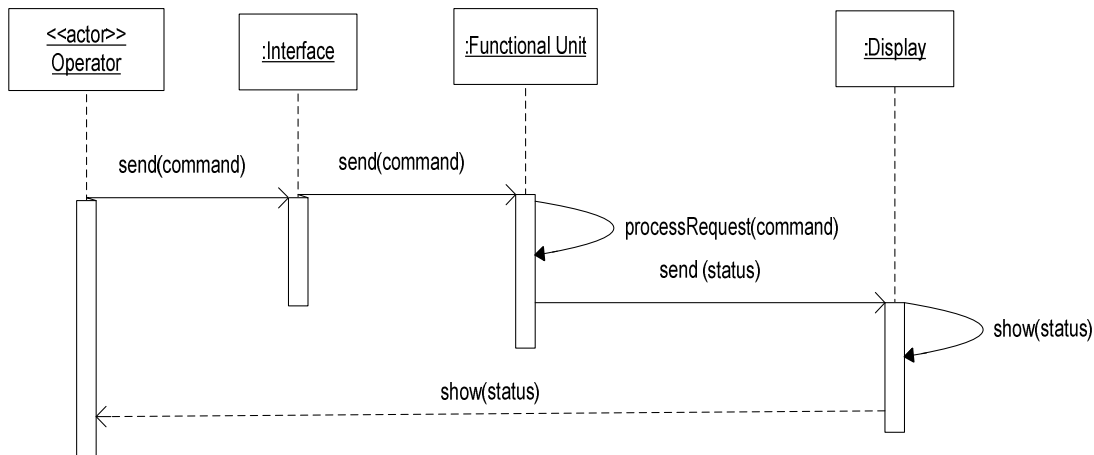 <<actor>>
Operator
:Interface
:Functional Unit
:Display
send(command)
send(command)
processRequest(command)
send (status)
show(status)
show(status)